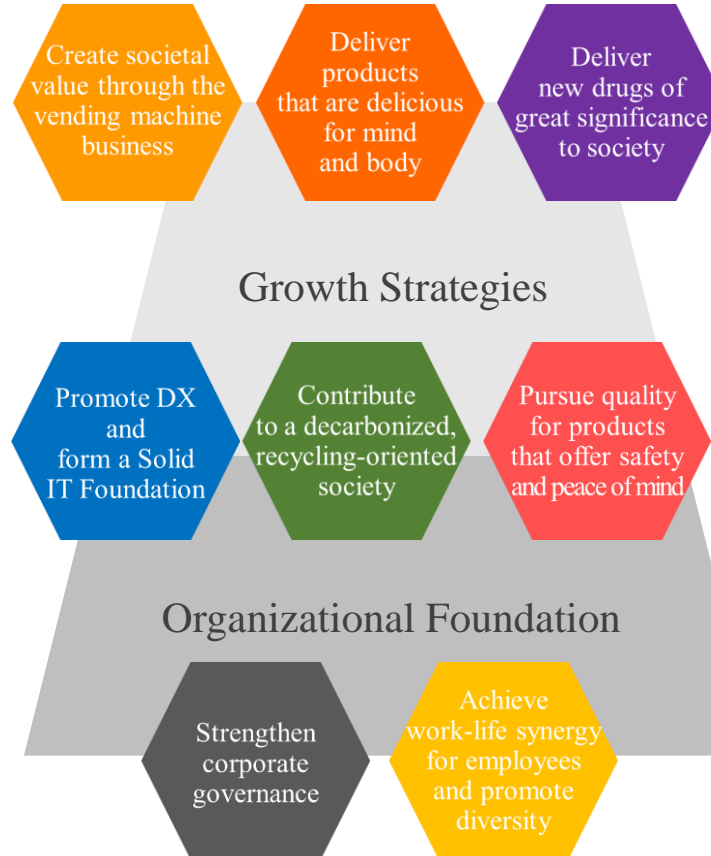 Create societal
value through the
vending machine
business
Deliver
products
that are delicious
for mind
and body
Deliver
new drugs of
great significance
to society
Growth Strategies
Promote DX
and
form a Solid
IT Foundation
Contribute
to a decarbonized,
recycling-oriented
society
Pursue quality
for products
that offer safety
and peace of mind
Organizational Foundation
Strengthen
corporate
governance
Achieve
work-life synergy
for employees
and promote
diversity